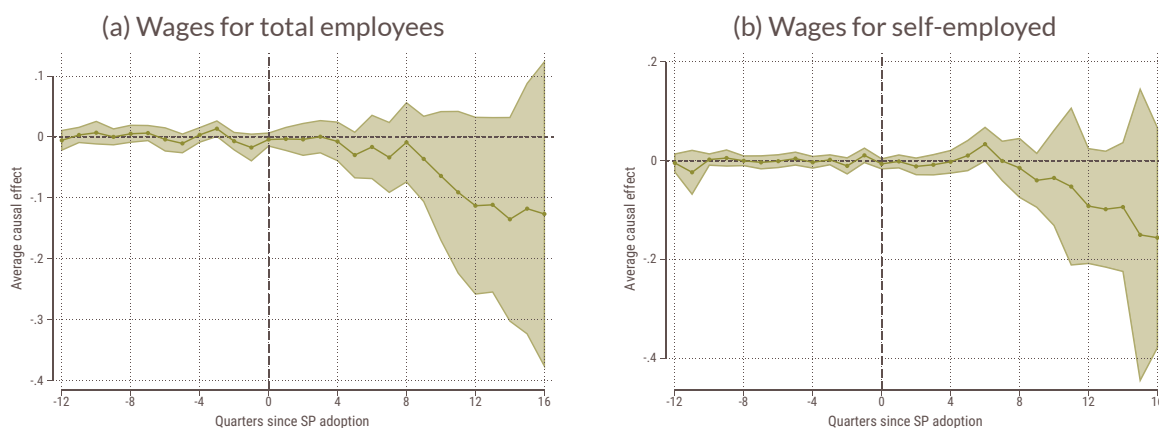 (a) Wages for total employees
.1
0
-.1
-.2
-.3
-.4
Average causal effect
-12 -8 -4 0 4 8 12 16
Quarters since SP adoption
(b) Wages for self-employed
.2
0
-.2
-.4
Average causal effect
-12 -8 -4 0 4 8 12 16
Quarters since SP adoption